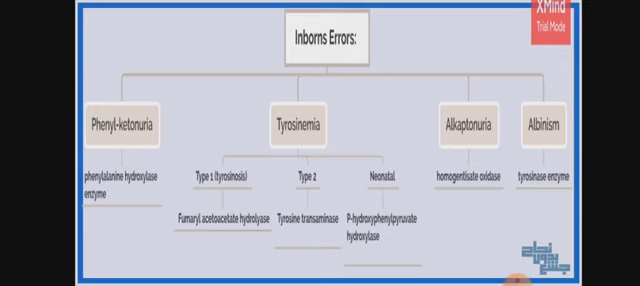 XMind
Trial Mode
Inborns Errors:
Phenyl-ketonuria
Tyrosinemia
Alkaptonuria
Albinism
phenylalanine hydroxylase
enzyme
Type 1 (tyrosinosis)
Type 2
Neonatal
homogentisate oxidase
tyrosinase enzyme
Fumaryl acetoacetate hydrolyase
Tyrosine transaminase
P-hydroxyphenylpyruvate
hydroxylase